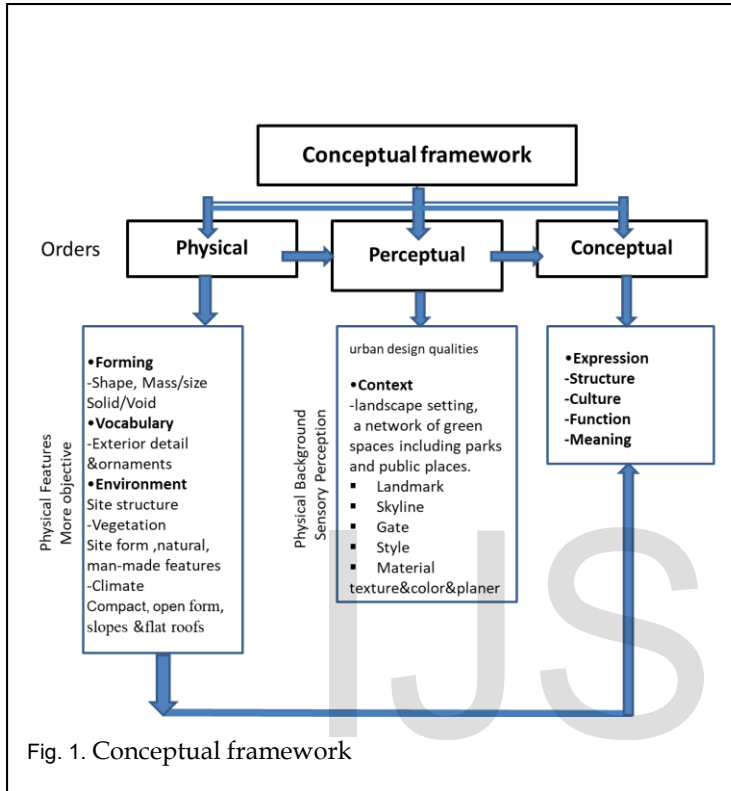 Conceptual framework
Orders
Physical
Perceptual
Conceptual
Physical Features
More objective
•Forming
-Shape, Mass/size
Solid/Void
•Vocabulary
-Exterior detail
&ornaments
•Environment
Site structure
-Vegetation
Site form ,natural,
man-made features
-Climate
Compact, open form,
slopes &flat roofs
Physical Background
Sensory Perception
urban design qualities
•Context
-landscape setting,
a network of green
spaces including parks
and public places.
▪ Landmark
▪ Skyline
▪ Gate
▪ Style
▪ Material
texture&color&planer
•Expression
-Structure
-Culture
-Function
-Meaning
IJS
Fig. 1. Conceptual framework